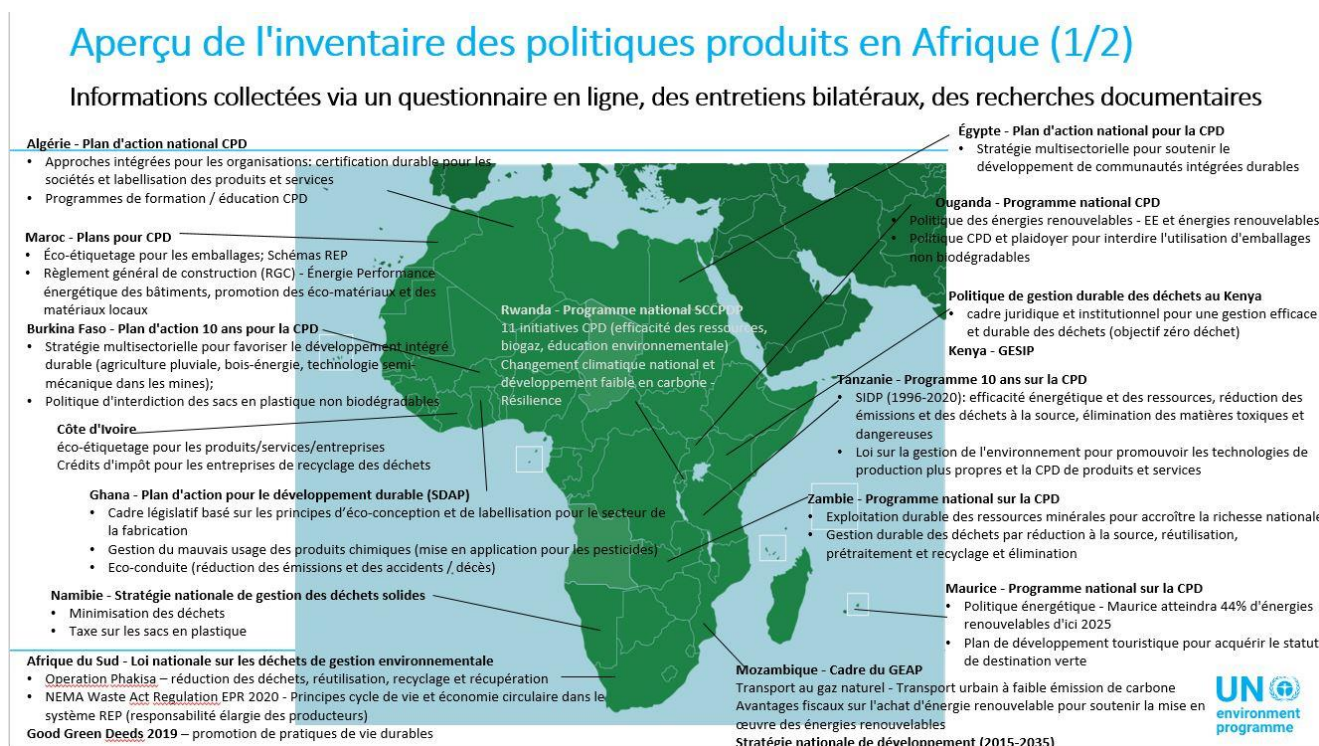 Aperçu de l'inventaire des politiques produits en Afrique (1/2)
Informations collectées via un questionnaire en ligne, des entretiens bilatéraux, des recherches documentaires
Algérie - Plan d'action national CPD
• Approches intégrées pour les organisations: certification durable pour les
sociétés et labellisation des produits et services
• Programmes de formation / éducation CPD
Maroc - Plans pour CPD
• Éco-étiquetage pour les emballages; Schémas REP
• Règlement général de construction (RGC) - Énergie Performance
énergétique des bâtiments, promotion des éco-matériaux et des
matériaux locaux
Burkina Faso - Plan d'action 10 ans pour la CPD
• Stratégie multisectorielle pour favoriser le développement intégré
durable (agriculture pluviale, bois-énergie, technologie semi-
mécanique dans les mines);
• Politique d'interdiction des sacs en plastique non biodégradables
Côte d'Ivoire
éco-étiquetage pour les produits/services/entreprises
Crédits d'impôt pour les entreprises de recyclage des déchets
Ghana - Plan d'action pour le développement durable (SDAP)
• Cadre législatif basé sur les principes d'éco-conception et de labellisation pour le secteur de
la fabrication
• Gestion du mauvais usage des produits chimiques (mise en application pour les pesticides)
• Eco-conduite (réduction des émissions et des accidents / décès)
Namibie - Stratégie nationale de gestion des déchets solides
• Minimisation des déchets
• Taxe sur les sacs en plastique
Afrique du Sud - Loi nationale sur les déchets de gestion environnementale
• Operation Phakisa – réduction des déchets, réutilisation, recyclage et récupération
• NEMA Waste Act Regulation EPR 2020 - Principes cycle de vie et économie circulaire dans le
système REP (responsabilité élargie des producteurs)
Good Green Deeds 2019 – promotion de pratiques de vie durables
Rwanda - Programme national SCCPDP
11 initiatives CPD (efficacité des ressources,
biogaz, éducation environnementale)
Changement climatique national et
développement faible en carbone -
Résilience
Égypte - Plan d'action national pour la CPD
• Stratégie multisectorielle pour soutenir le
développement de communautés intégrées durables
Ouganda - Programme national CPD
• Politique des énergies renouvelables - EE et énergies renouvelables
• Politique CPD et plaidoyer pour interdire l'utilisation d'emballages
non biodégradables
Politique de gestion durable des déchets au Kenya
• cadre juridique et institutionnel pour une gestion efficace
et durable des déchets (objectif zéro déchet)
Kenya - GESIP
Tanzanie - Programme 10 ans sur la CPD
• SIDP (1996-2020): efficacité énergétique et des ressources, réduction des
émissions et des déchets à la source, élimination des matières toxiques et
dangereuses
• Loi sur la gestion de l'environnement pour promouvoir les technologies de
production plus propres et la CPD de produits et services
Zambie - Programme national sur la CPD
• Exploitation durable des ressources minérales pour accroître la richesse nationale
• Gestion durable des déchets par réduction à la source, réutilisation,
prétraitement et recyclage et élimination
Maurice - Programme national sur la CPD
• Politique énergétique - Maurice atteindra 44% d'énergies
renouvelables d'ici 2025
• Plan de développement touristique pour acquérir le statut
de destination verte
Mozambique - Cadre du GEAP
Transport au gaz naturel - Transport urbain à faible émission de carbone
Avantages fiscaux sur l'achat d'énergie renouvelable pour soutenir la mise en
œuvre des énergies renouvelables
Stratégie nationale de développement (2015-2035)
UN
environment
programme